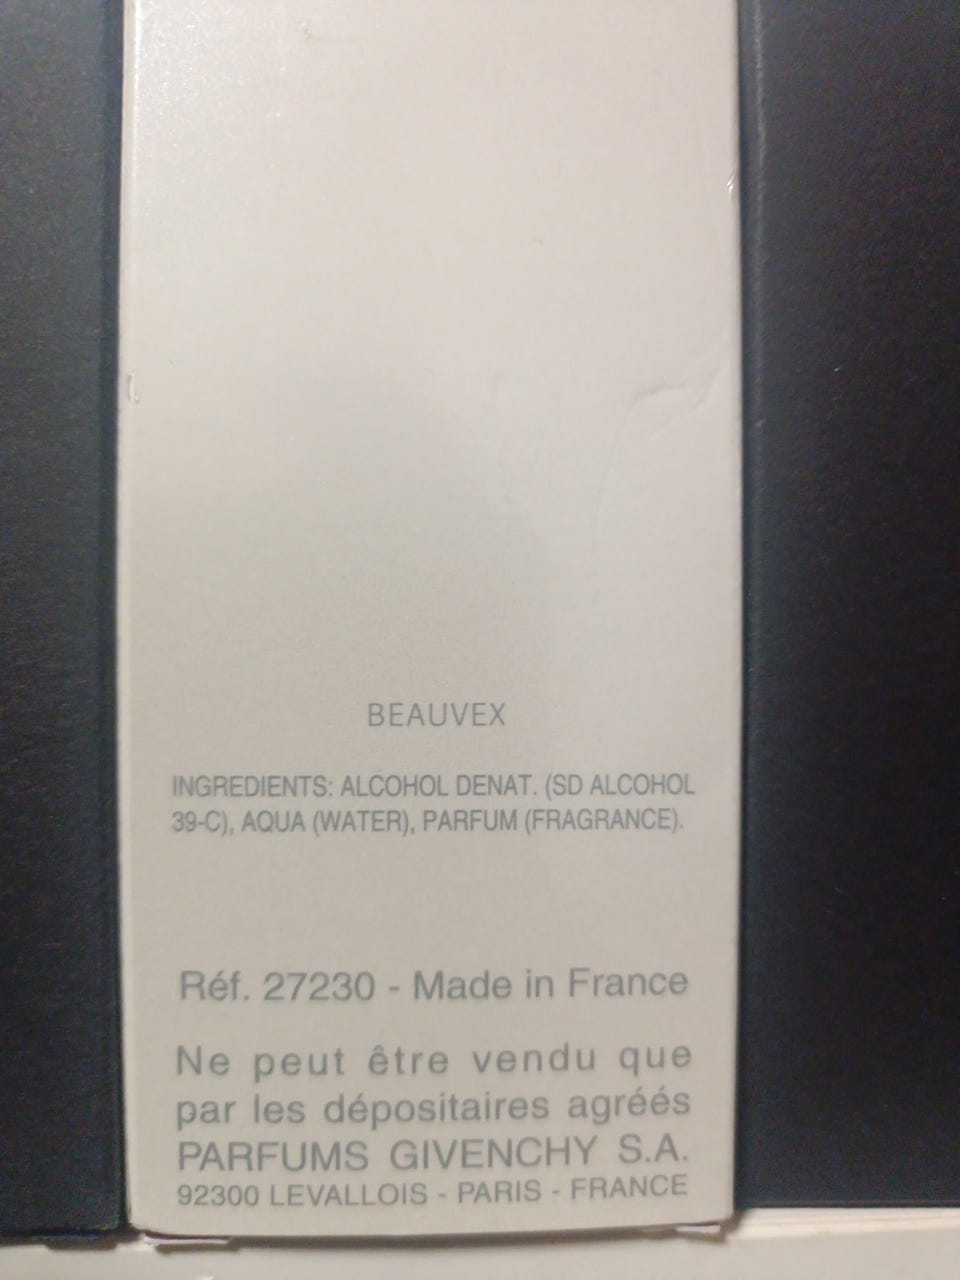 BEAUVEX
INGREDIENTS: ALCOHOL DENAT. (SD ALCOHOL
39-C), AQUA (WATER), PARFUM (FRAGRANCE).
Réf. 27230 - Made in France
Ne peut être vendu que
par les dépositaires agréés
PARFUMS GIVENCHY S.A.
92300 LEVALLOIS - PARIS - FRANCE